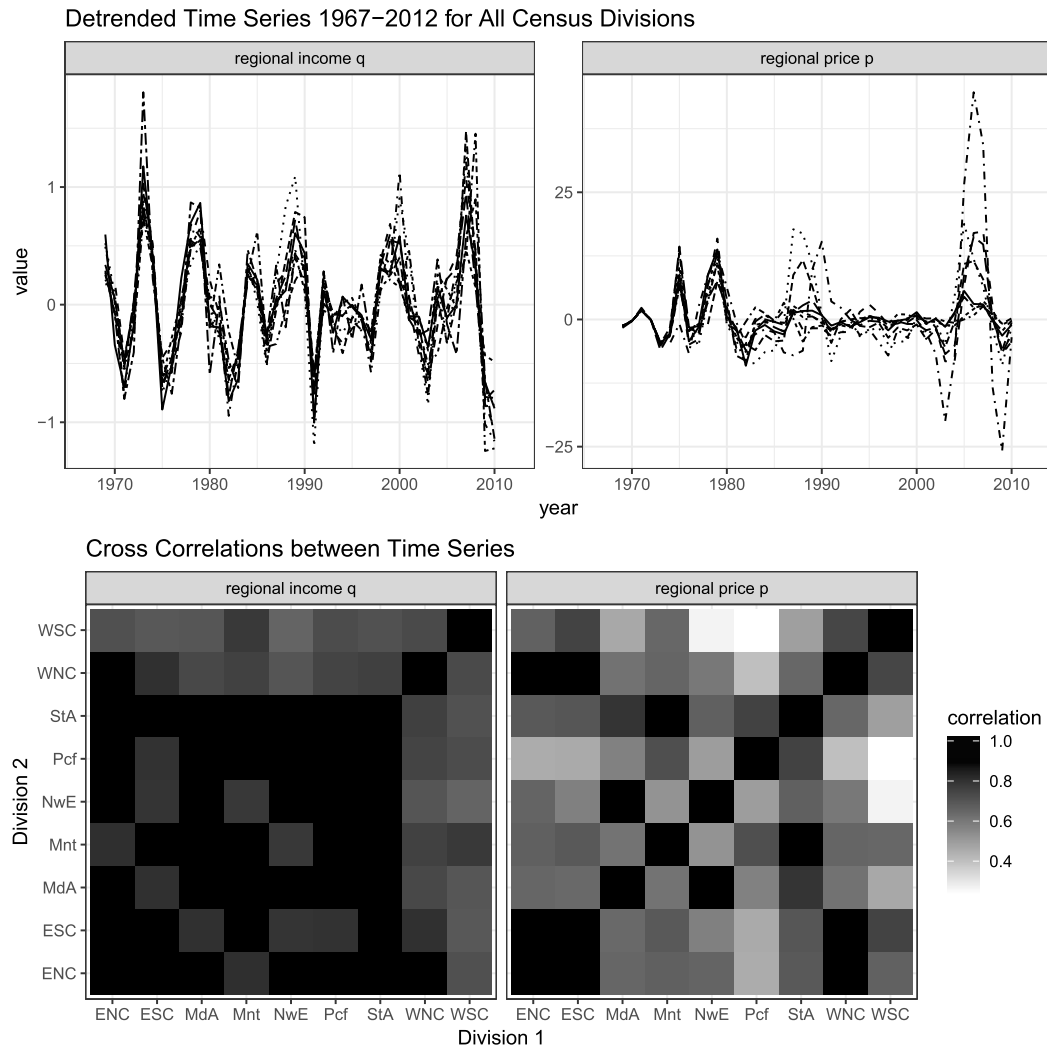 Detrended Time Series 1967−2012 for All Census Divisions
regional income q
regional price p
value
1
0
−1
25
0
−25
1970 1980 1990 2000 2010
1970 1980 1990 2000 2010
year
Cross Correlations between Time Series
regional income q
regional price p
Division 2
WSC
WNC
StA
Pcf
NwE
Mnt
MdA
ESC
ENC
ENC ESC MdA Mnt NwE Pcf StA WNC WSC
ENC ESC MdA Mnt NwE Pcf StA WNC WSC
Division 1
correlation
1.0
0.8
0.6
0.4